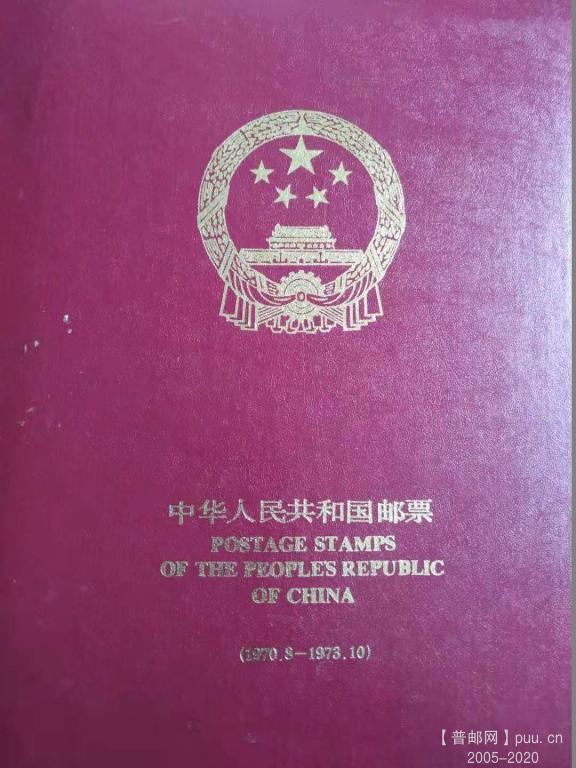 中华人民共和国邮票
POSTAGE STAMPS
OF THE PEOPLE'S REPUBLIC
OF CHINA
(1970.8-1973.10)
【普邮网】puu.cn
2005-2020